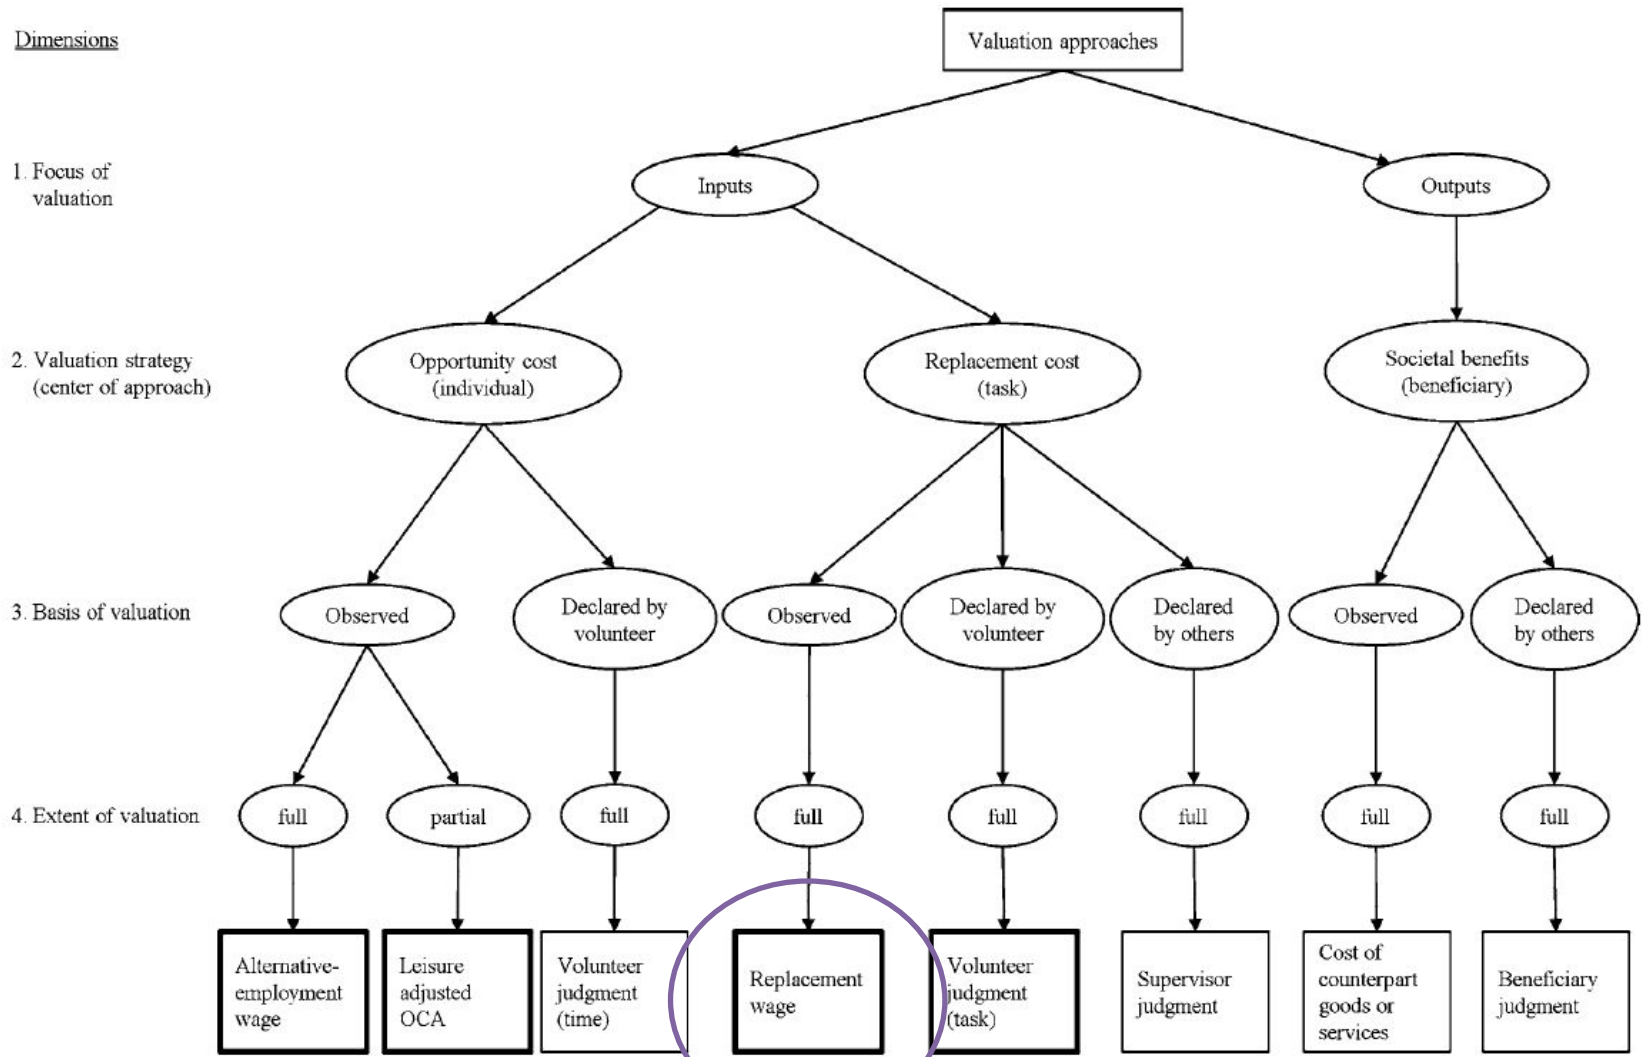 Dimensions
Valuation approaches
1. Focus of
valuation
Inputs
Outputs
2. Valuation strategy
(center of approach)
Opportunity cost
(individual)
Replacement cost
(task)
Societal benefits
(beneficiary)
3. Basis of valuation
Observed
Declared by
volunteer
Observed
Declared by
volunteer
Declared
by others
Observed
Declared
by others
4. Extent of valuation
full
partial
full
full
full
full
full
full
Alternative-
employment
wage
Leisure
adjusted
OCA
Volunteer
judgment
(time)
Replacement
wage
Volunteer
judgment
(task)
Supervisor
judgment
Cost of
counterpart
goods or
services
Beneficiary
judgment